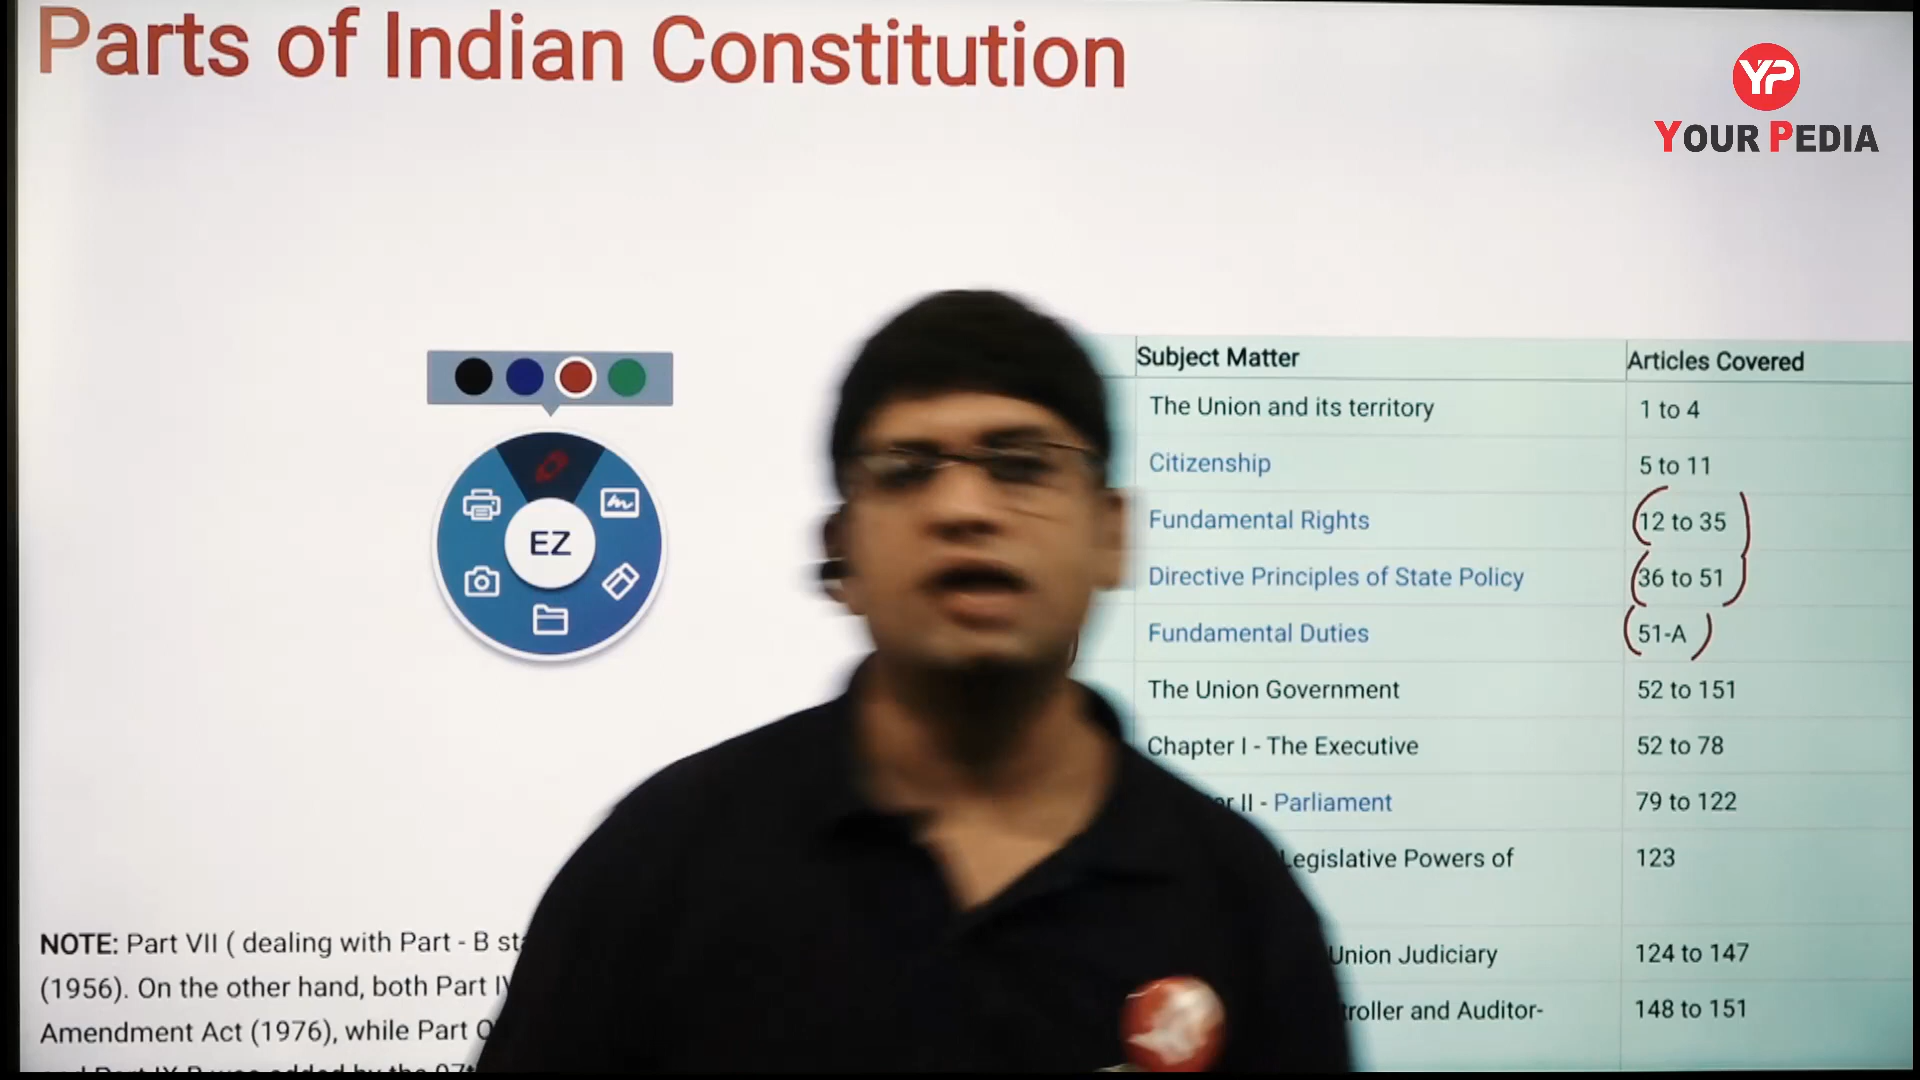 Parts of Indian Constitution
YP
YOUR PEDIA
EZ
Subject Matter Articles Covered
The Union and its territory 1 to 4
Citizenship 5 to 11
Fundamental Rights 12 to 35
Directive Principles of State Policy 36 to 51
Fundamental Duties 51-A
The Union Government 52 to 151
Chapter I - The Executive 52 to 78
II - Parliament 79 to 122
Legislative Powers of 123
Union Judiciary 124 to 147
and Auditor- 148 to 151
NOTE: Part VII ( dealing with Part - B
(1956). On the other hand, both Part
Amendment Act (1976), while Part